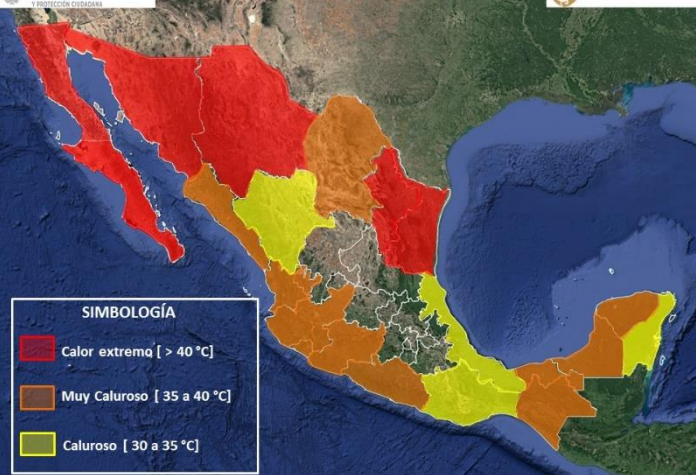 Y PROTECCIÓN CIUDADANA
SIMBOLOGÍA
Calor extremo [ > 40 °C]
Muy Caluroso [ 35 a 40 °C]
Caluroso [ 30 a 35 °C]